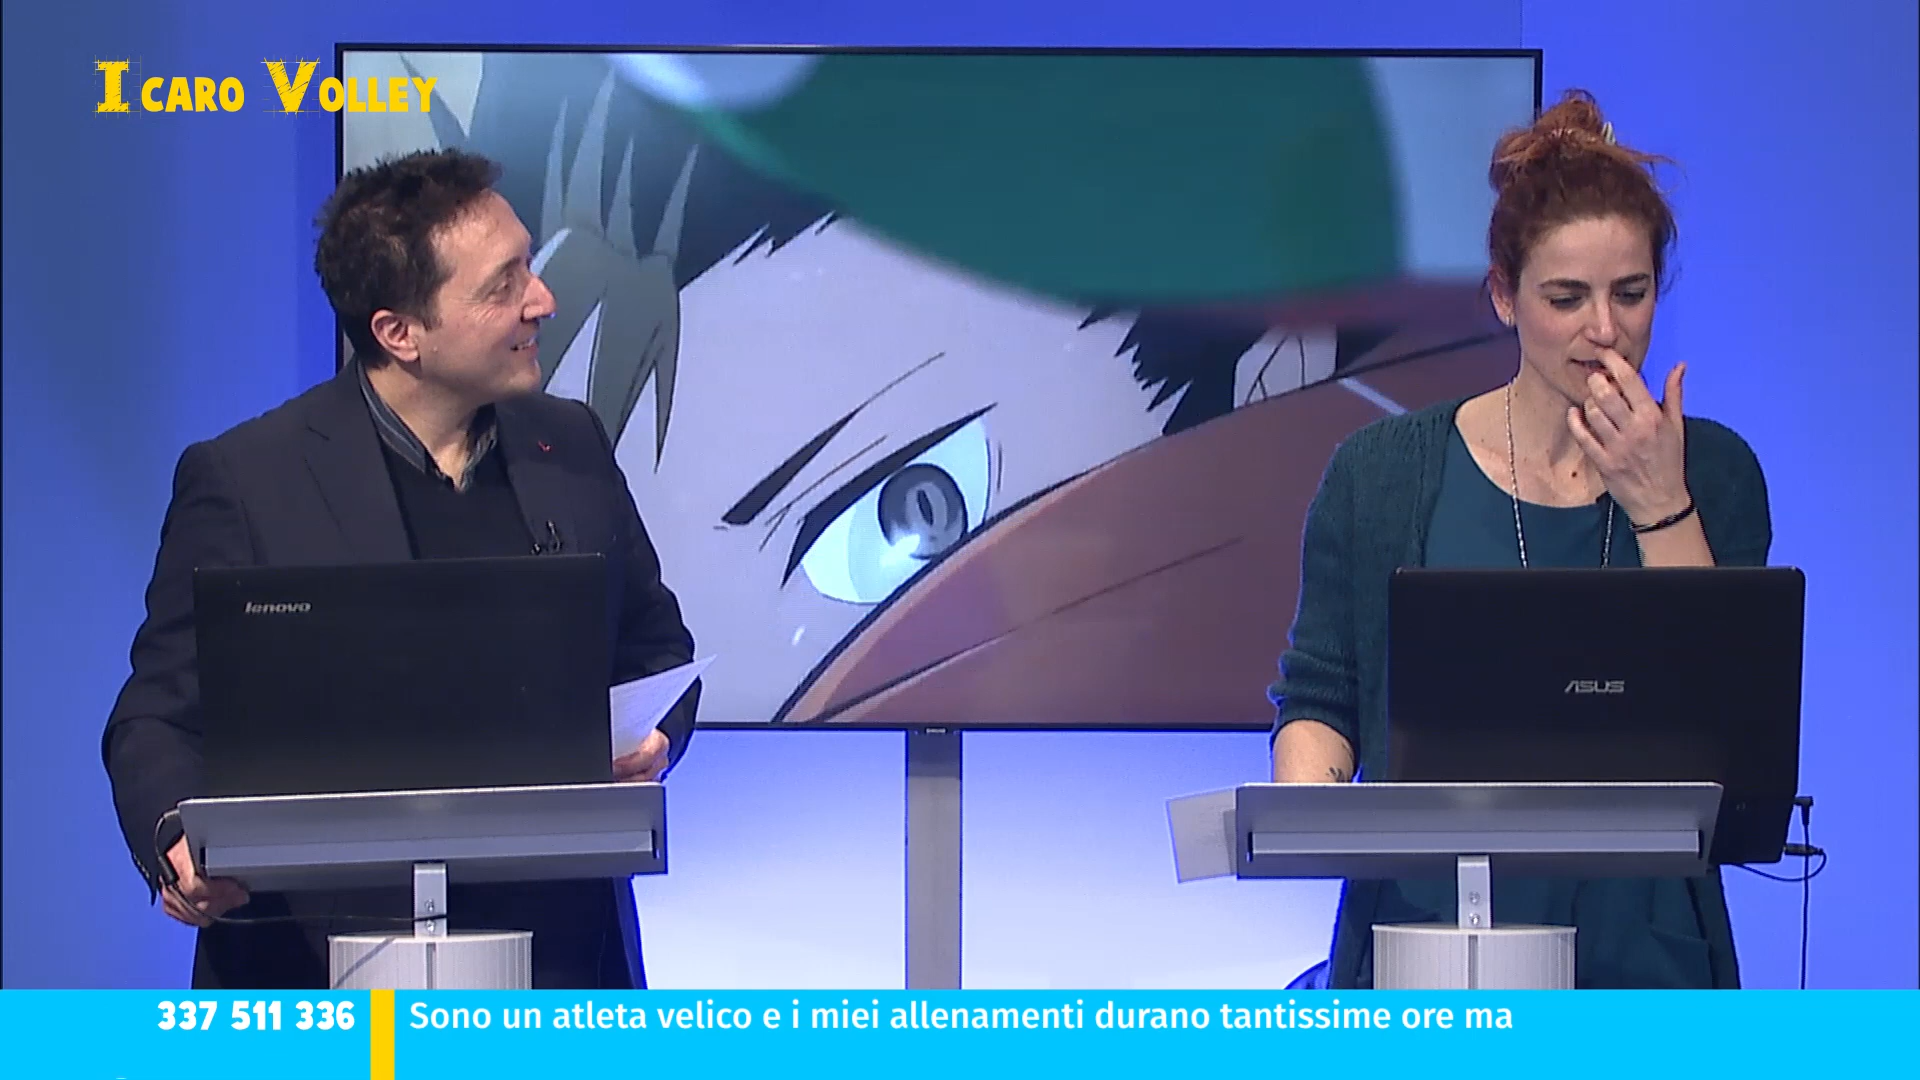 ICARO VOLLEY
lenovo
ASUS
337 511 336
Sono un atleta velico e i miei allenamenti durano tantissime ore ma